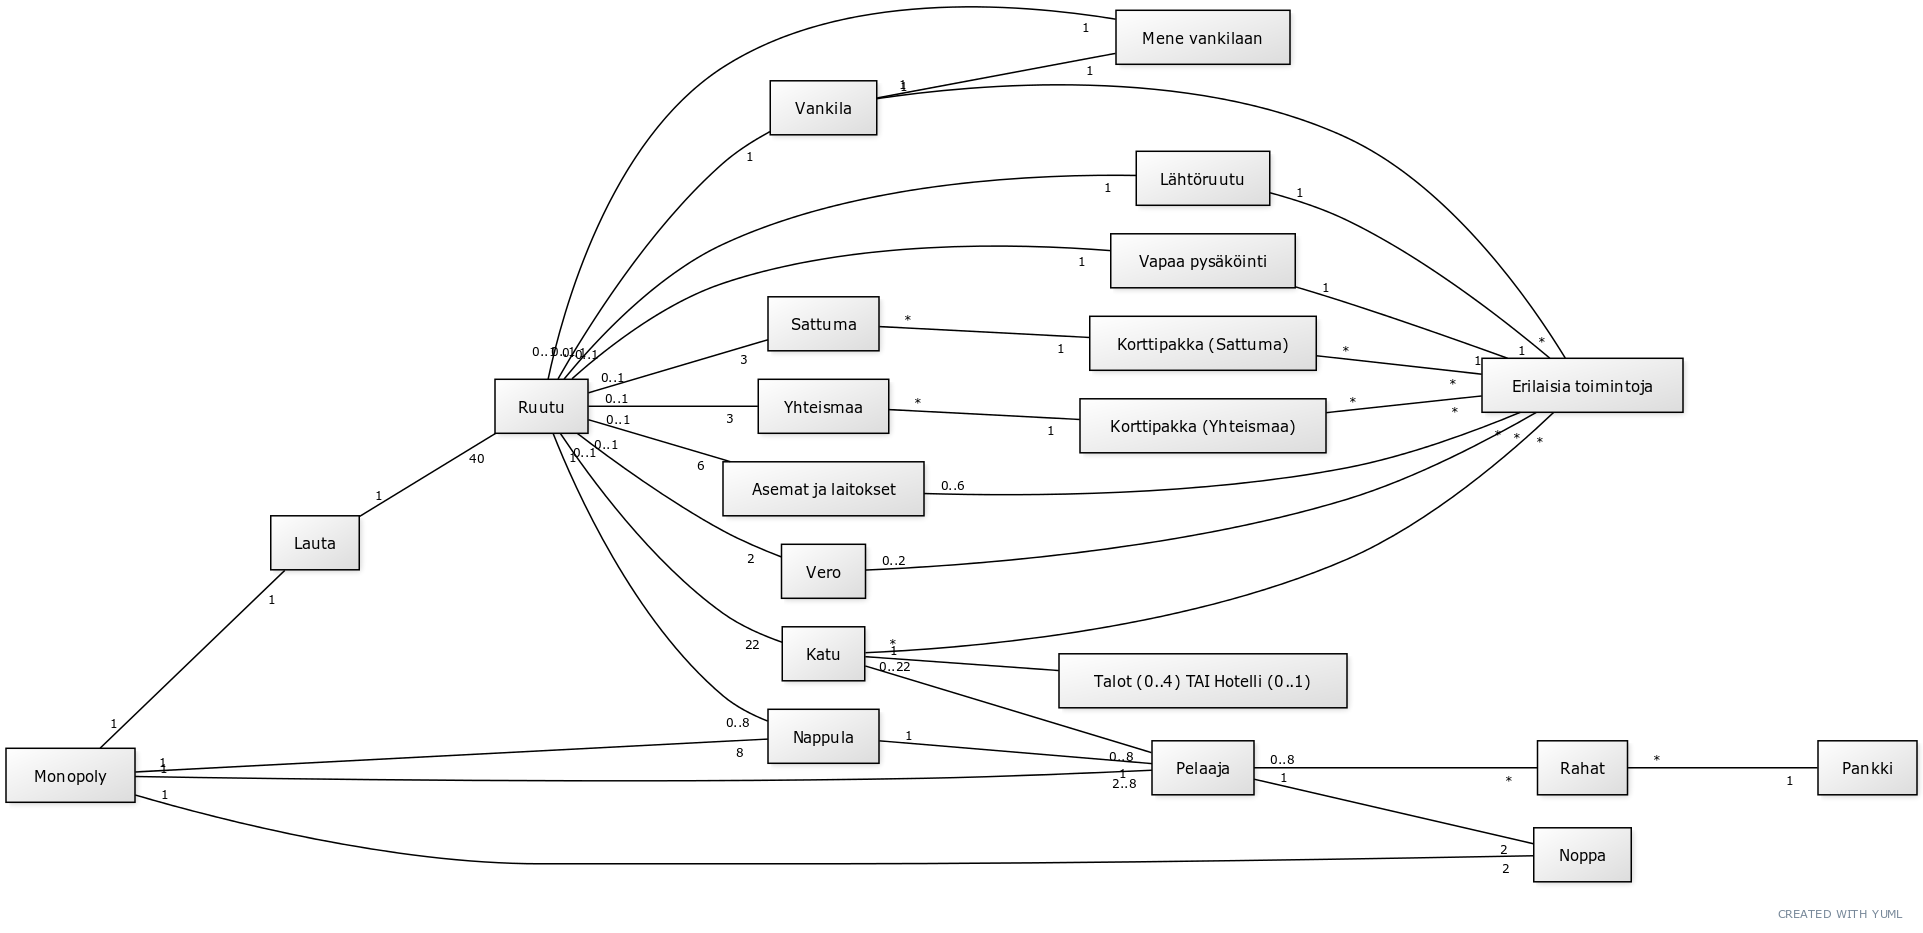 Mene vankilaan
1
1
Vankila
1
1
1
Lähtöruutu
1
1
Vapaa pysäköinti
1
1
Sattuma
*
1
Korttipakka (Sattuma)
*
*
1
1
*
Erilaisia toimintoja
0..1
0..1
0..1
0..1
0..1
3
Ruutu
0..1
3
Yhteismaa
*
1
Korttipakka (Yhteismaa)
*
*
0..1
6
Asemat ja laitokset
0..6
*
*
*
0..1
0..1
1
40
1
Lauta
1
2
Vero
0..2
22
Katu
*
1
0..22
Talot (0..4) TAI Hotelli (0..1)
0..8
8
Nappula
1
0..8
1
2..8
1
Monopoly
1
1
1
Pelaaja
0..8
1
*
Rahat
*
1
Pankki
2
2
Noppa
CREATED WITH YUML